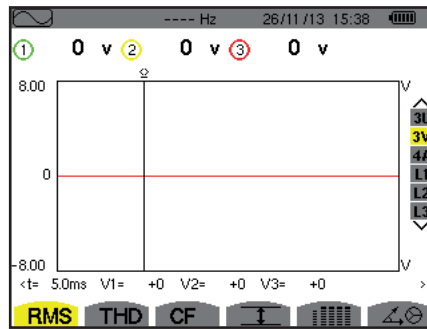 ---- Hz 26/11/13 15:38
1 0 v 2 0 v 3 0 v
8.00 V
3U
3V
4A
0
L1
L2
L3
-8.00 V
<t= 5.0ms V1= +0 V2= +0 V3= +0 >
RMS THD CF